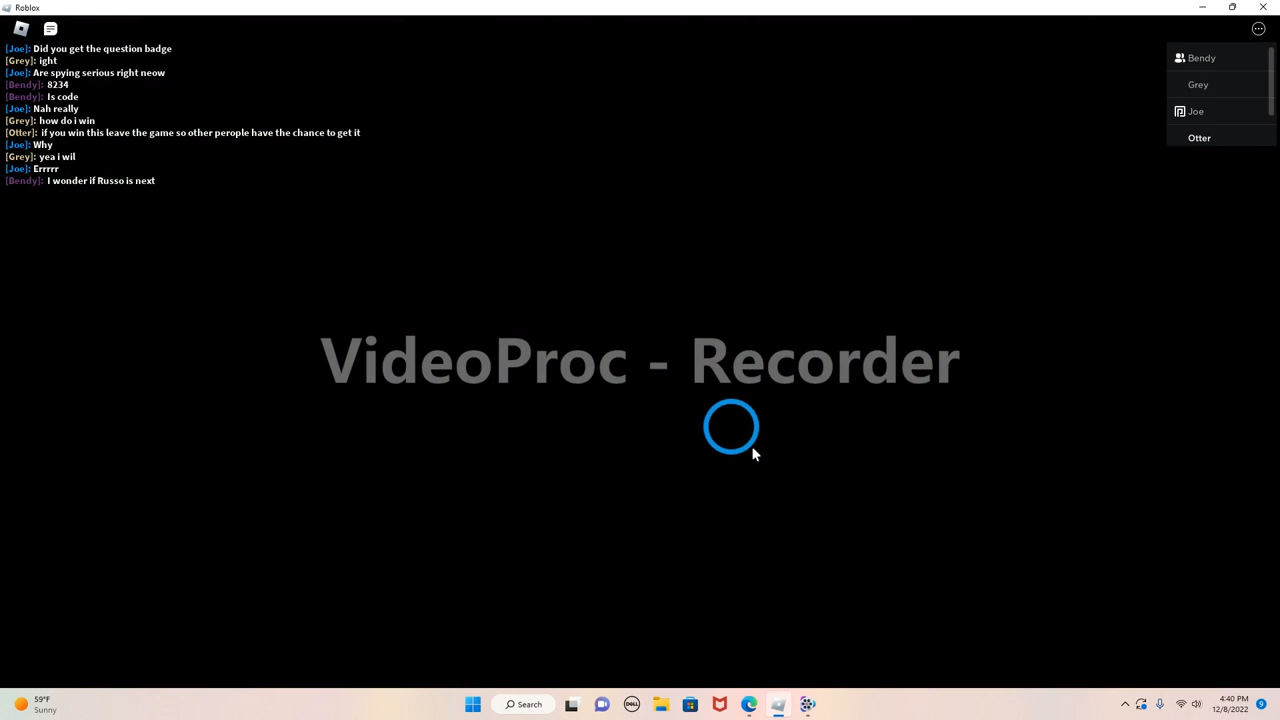 Roblox
[Joe]: Did you get the question badge
[Grey]: ight
[Joe]: Are spying serious right neow
[Bendy]: 8234
[Bendy]: Is code
[Joe]: Nah really
[Grey]: how do i win
[Otter]: if you win this leave the game so other perople have the chance to get it
[Joe]: Why
[Grey]: yea i wil
[Joe]: Errrrr
[Bendy]: I wonder if Russo is next
Bendy
Grey
Joe
Otter
VideoProc - Recorder
59°F
Sunny
Search
DELL
4:40 PM
12/8/2022
9